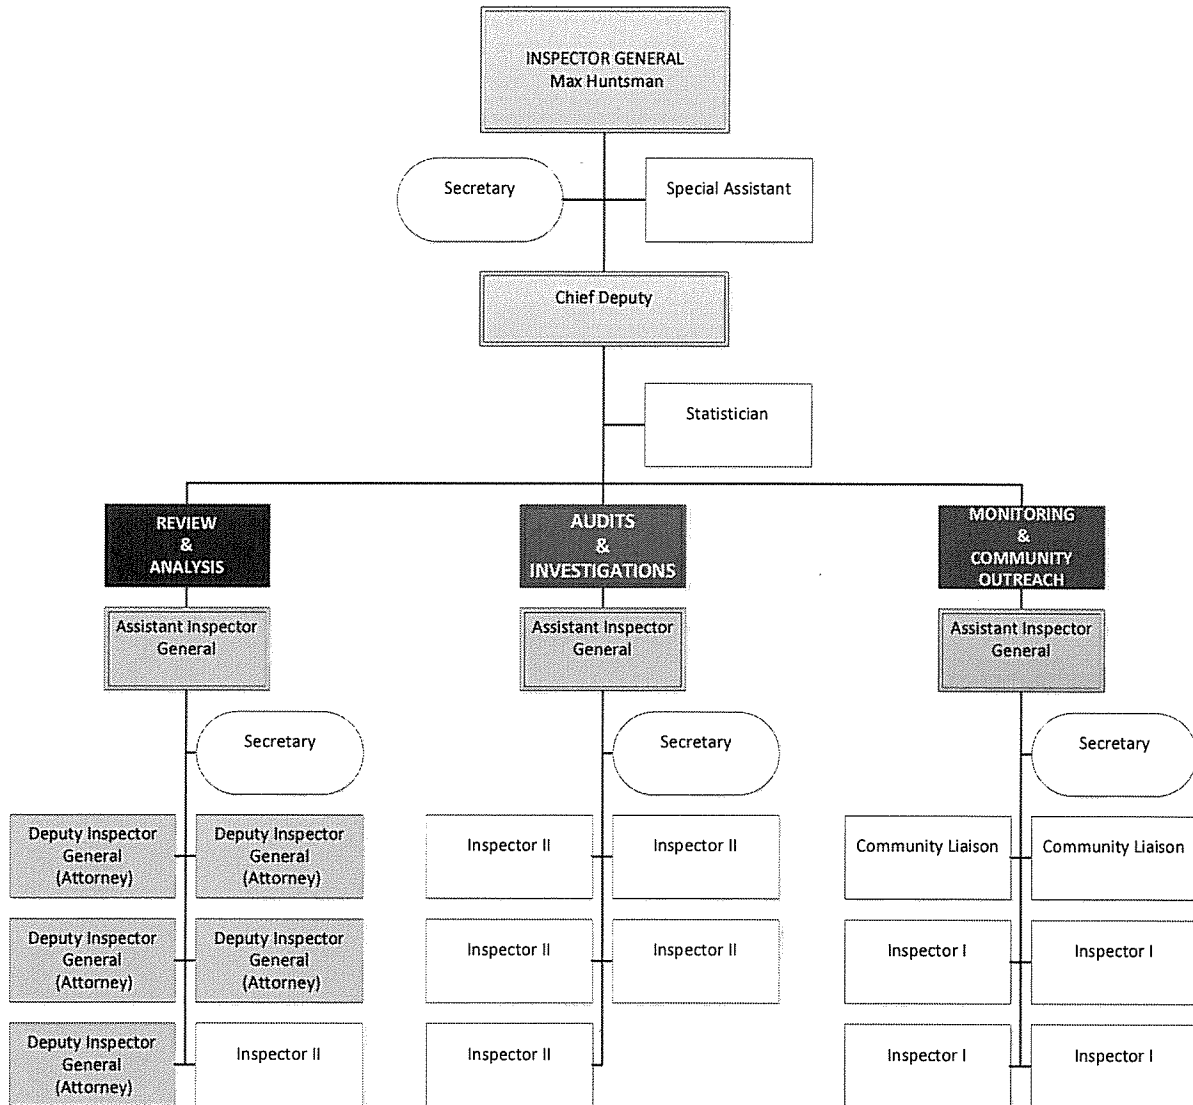 INSPECTOR GENERAL
Max Huntsman
Secretary
Special Assistant
Chief Deputy
Statistician
REVIEW
&
ANALYSIS
AUDITS
&
INVESTIGATIONS
MONITORING
&
COMMUNITY
OUTREACH
Assistant Inspector
General
Assistant Inspector
General
Assistant Inspector
General
Secretary
Secretary
Secretary
Deputy Inspector
General
(Attorney)
Deputy Inspector
General
(Attorney)
Inspector II
Inspector II
Community Liaison
Community Liaison
Deputy Inspector
General
(Attorney)
Deputy Inspector
General
(Attorney)
Inspector II
Inspector II
Inspector I
Inspector I
Deputy Inspector
General
(Attorney)
Inspector II
Inspector II
Inspector I
Inspector I